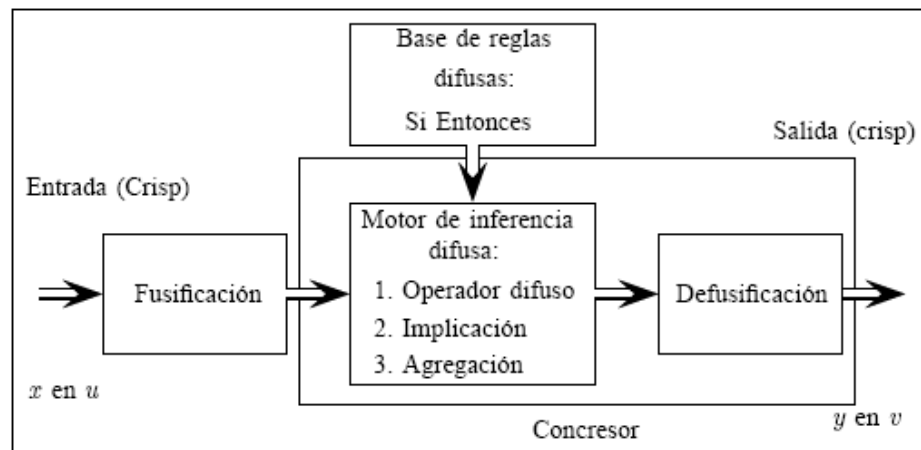 Base de reglas
difusas:
Si Entonces
Salida (crisp)
Entrada (Crisp)
Motor de inferencia
difusa:
1. Operador difuso
2. Implicación
3. Agregación
Fusificación
Defusificación
x en u
y en v
Concresor